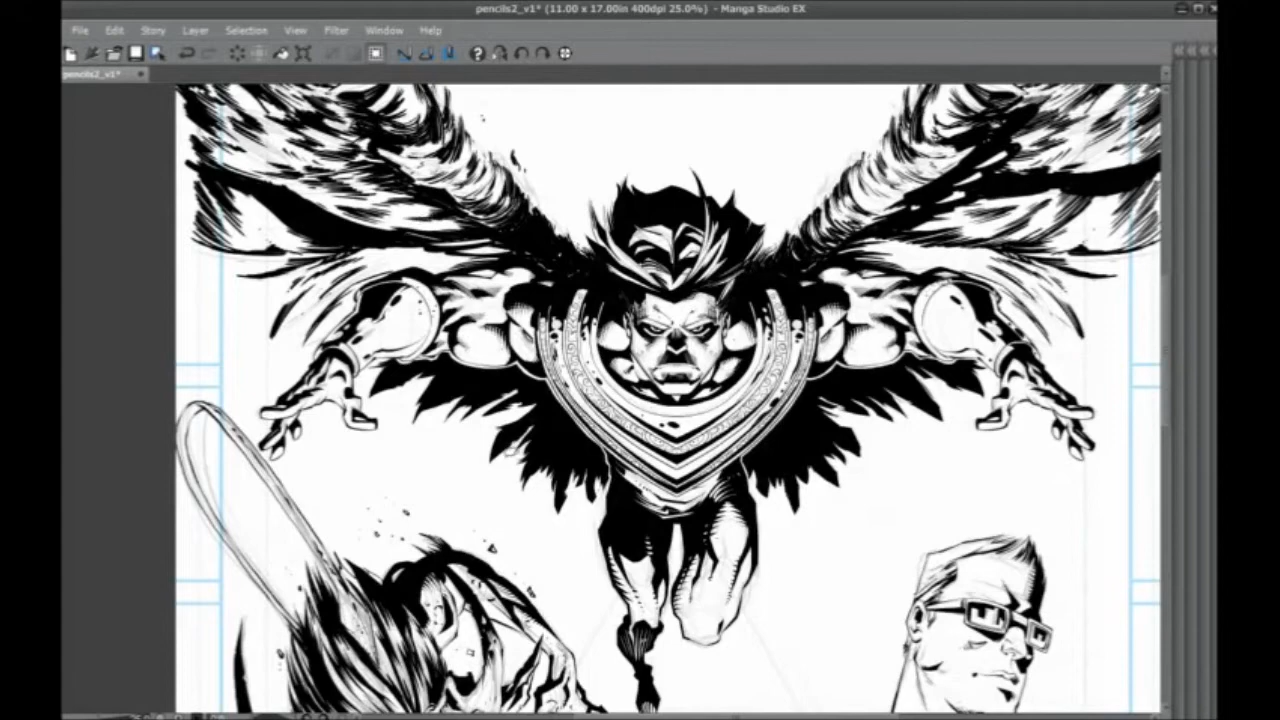 pencils2_v1* (11.00 x 17.00in 400dpi 25.0%) - Manga Studio EX
File Edit Story Layer Selection View Filter Window Help
pencils2_v1*